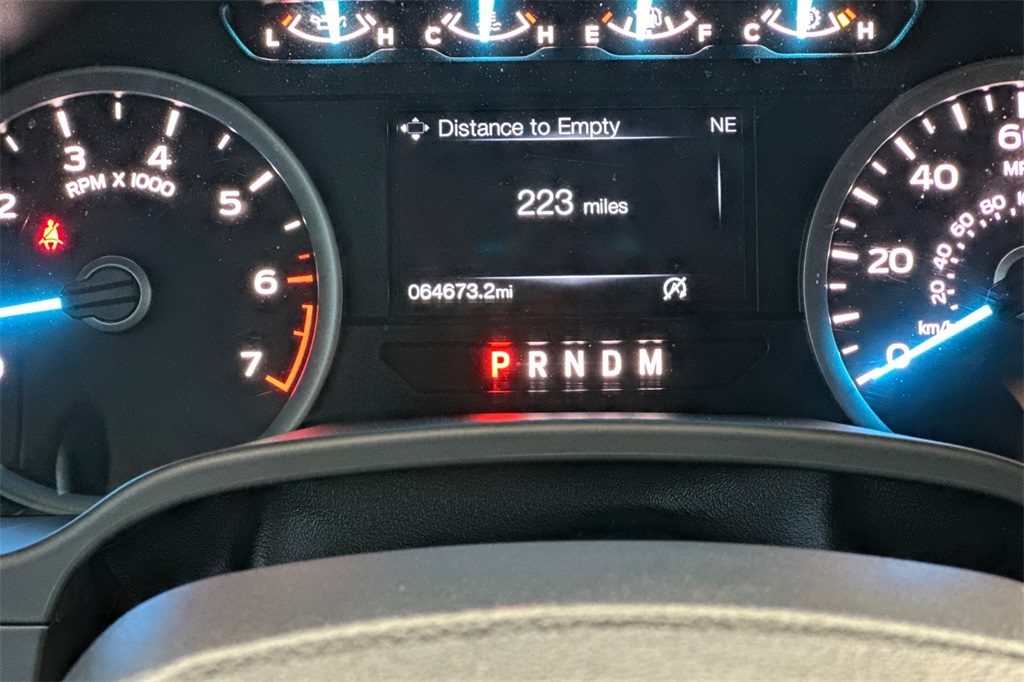 L H C H E F C H
Distance to Empty NE
223 miles
064673.2mi
P R N D M
2 3 4 5 6 7
RPM X 1000
0 20 40
20 40 60 80
km/